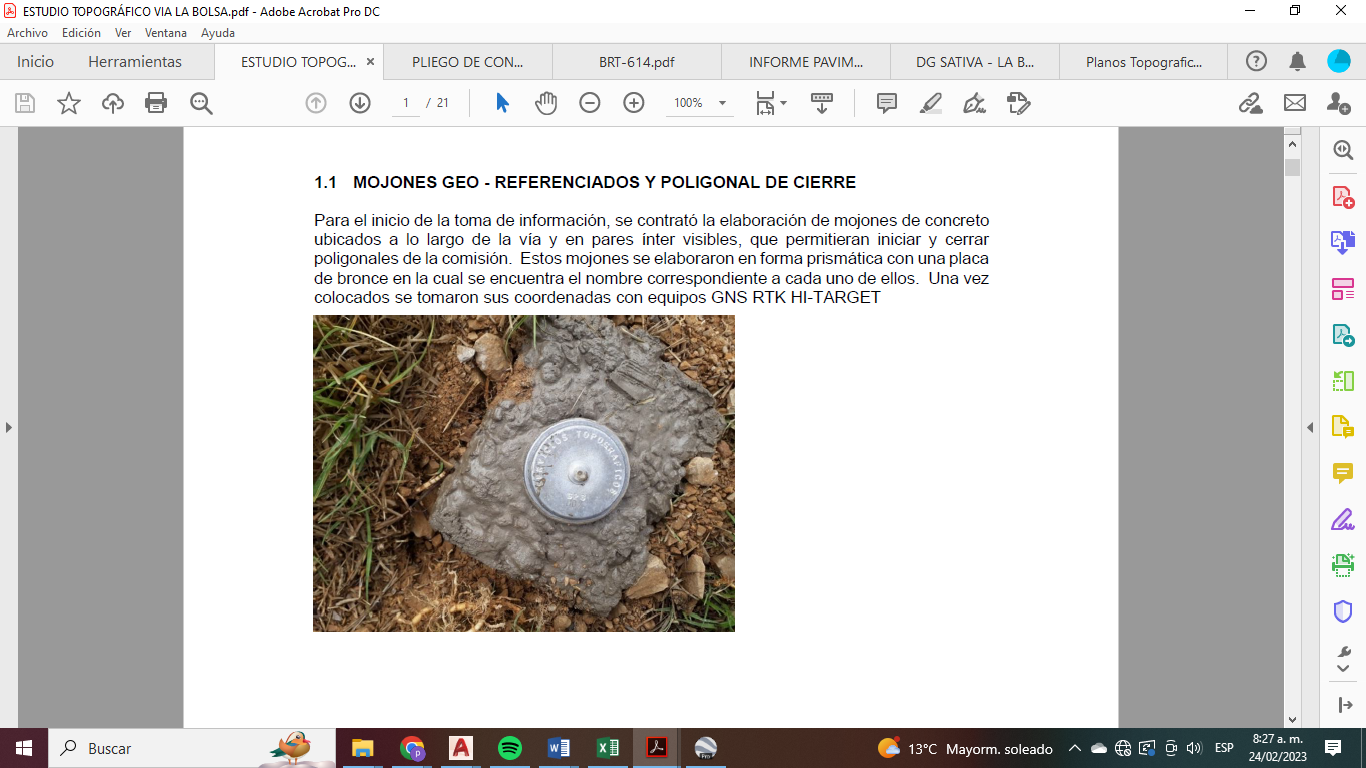 ESTUDIO TOPOGRÁFICO VIA LA BOLSA.pdf - Adobe Acrobat Pro DC
Archivo Edición Ver Ventana Ayuda
Inicio Herramientas ESTUDIO TOPOG... × PLIEGO DE CON... BRT-614.pdf INFORME PAVIM... DG SATIVA - LA B... Planos Topografic...
1 / 21 100%
1.1 MOJONES GEO - REFERENCIADOS Y POLIGONAL DE CIERRE
Para el inicio de la toma de información, se contrató la elaboración de mojones de concreto
ubicados a lo largo de la vía y en pares ínter visibles, que permitieran iniciar y cerrar
poligonales de la comisión. Estos mojones se elaboraron en forma prismática con una placa
de bronce en la cual se encuentra el nombre correspondiente a cada uno de ellos. Una vez
colocados se tomaron sus coordenadas con equipos GNS RTK HI-TARGET
SERVICIOS TOPOGRAFICOS
GPS
Buscar
13°C Mayorm. soleado
ESP
8:27 a. m.
24/02/2023